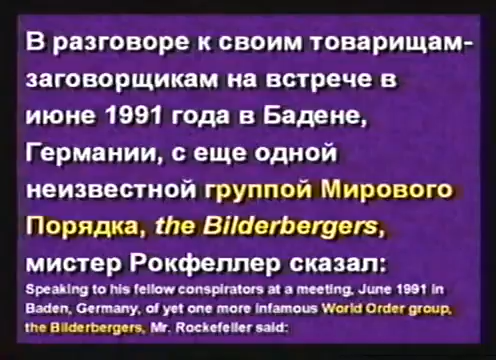 В разговоре к своим товарищам-
заговорщикам на встрече в
июне 1991 года в Бадене,
Германии, с еще одной
неизвестной группой Мирового
Порядка, the Bilderbergers,
мистер Рокфеллер сказал:
Speaking to his fellow conspirators at a meeting, June 1991 in
Baden, Germany, of yet one more infamous World Order group,
the Bilderbergers, Mr. Rockefeller said: